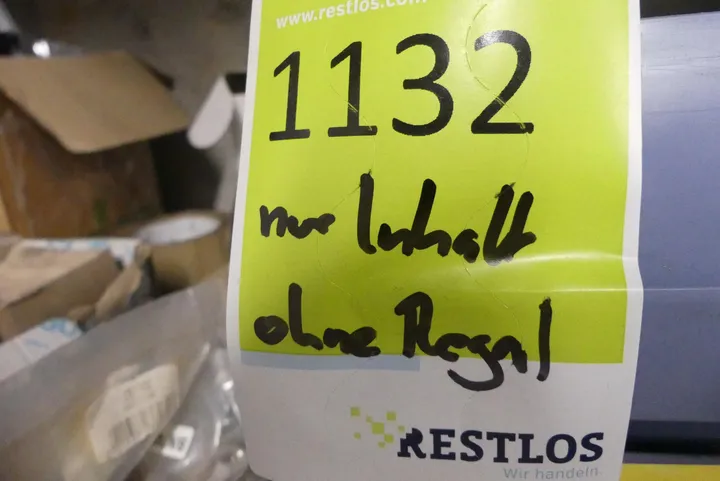 www.restlos.com
1132
nur Inhalt
ohne Regal
RESTLOS
Wir handeln.